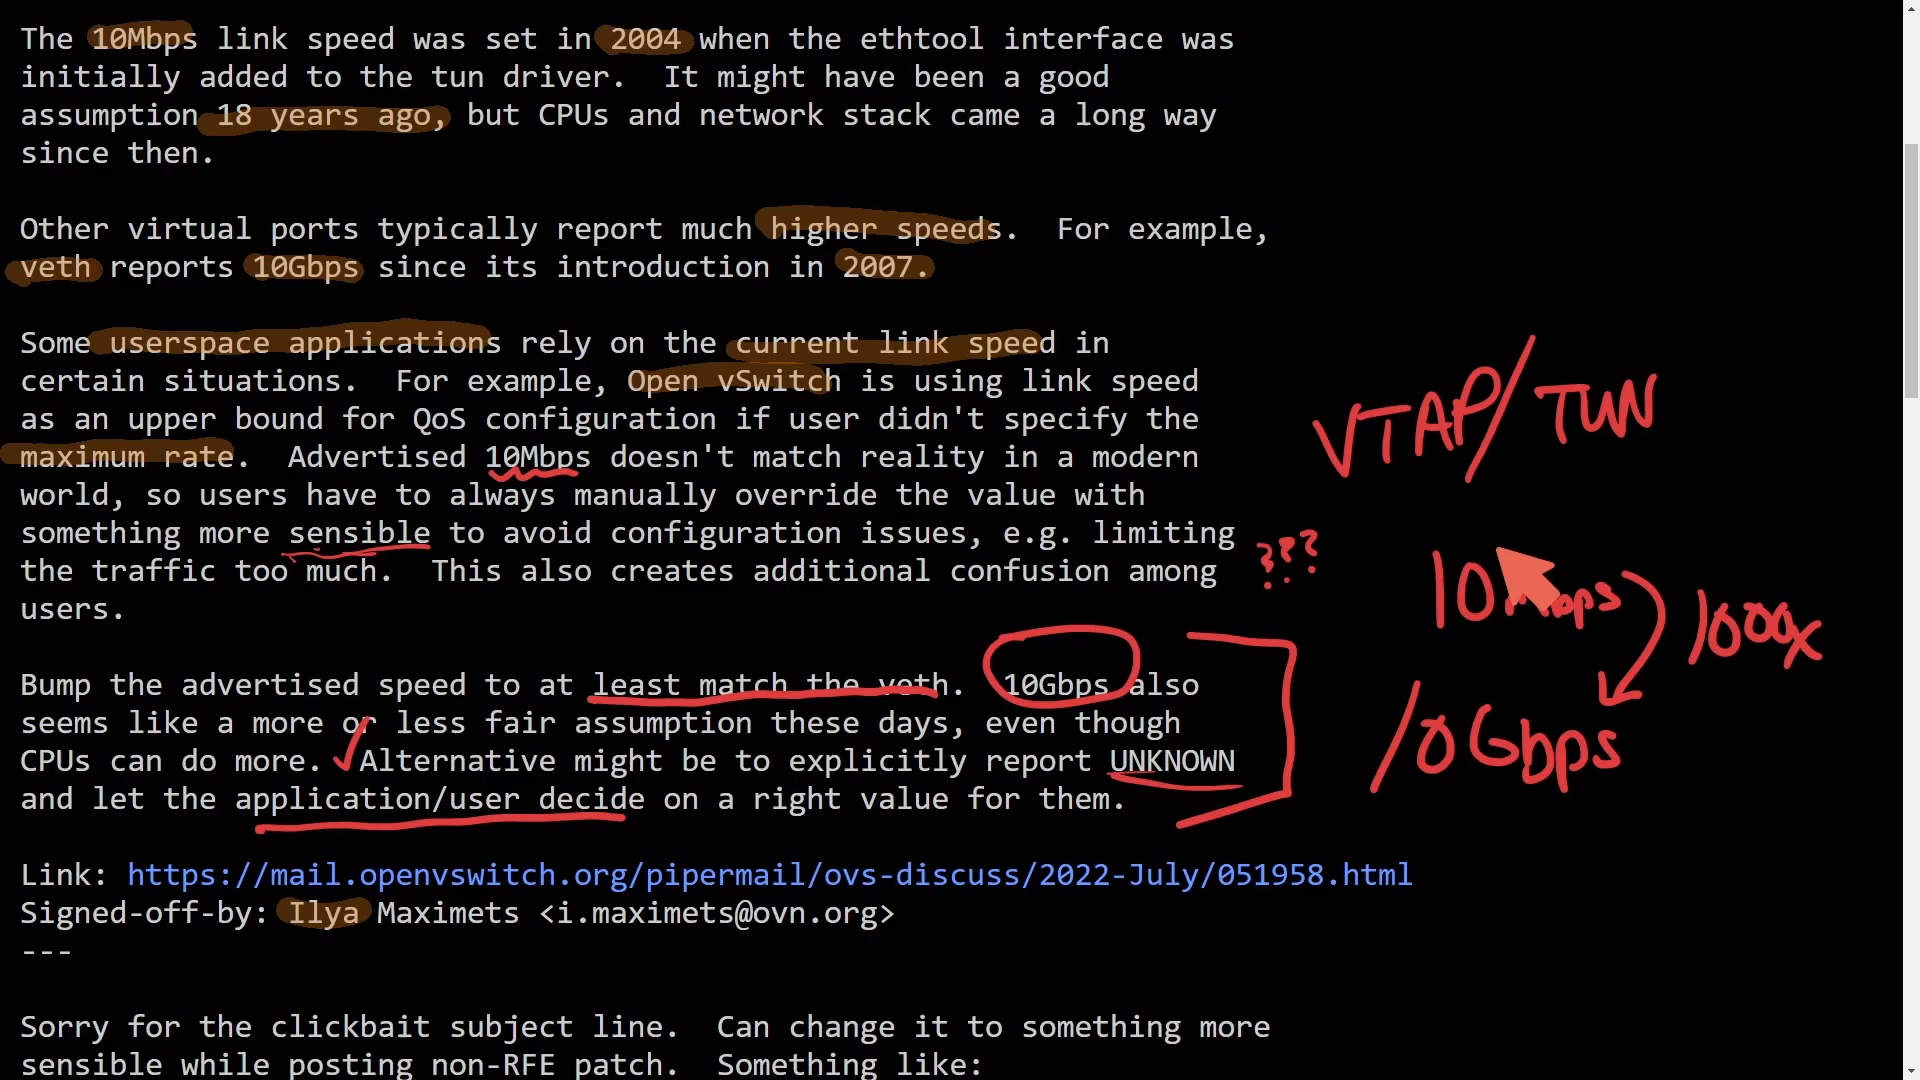 The 10Mbps link speed was set in 2004 when the ethtool interface was
initially added to the tun driver.  It might have been a good
assumption 18 years ago, but CPUs and network stack came a long way
since then.
Other virtual ports typically report much higher speeds.  For example,
veth reports 10Gbps since its introduction in 2007.
Some userspace applications rely on the current link speed in
certain situations.  For example, Open vSwitch is using link speed
as an upper bound for QoS configuration if user didn't specify the
maximum rate.  Advertised 10Mbps doesn't match reality in a modern
world, so users have to always manually override the value with
something more sensible to avoid configuration issues, e.g. limiting
the traffic too much.  This also creates additional confusion among
users.
Bump the advertised speed to at least match the veth.  10Gbps also
seems like a more or less fair assumption these days, even though
CPUs can do more.  Alternative might be to explicitly report UNKNOWN
and let the application/user decide on a right value for them.
Link: https://mail.openvswitch.org/pipermail/ovs-discuss/2022-July/051958.html
Signed-off-by: Ilya Maximets <i.maximets@ovn.org>
---
Sorry for the clickbait subject line.  Can change it to something more
sensible while posting non-RFE patch.  Something like:
VTAP/TUN
???
10Mbps
1000x
10Gbps